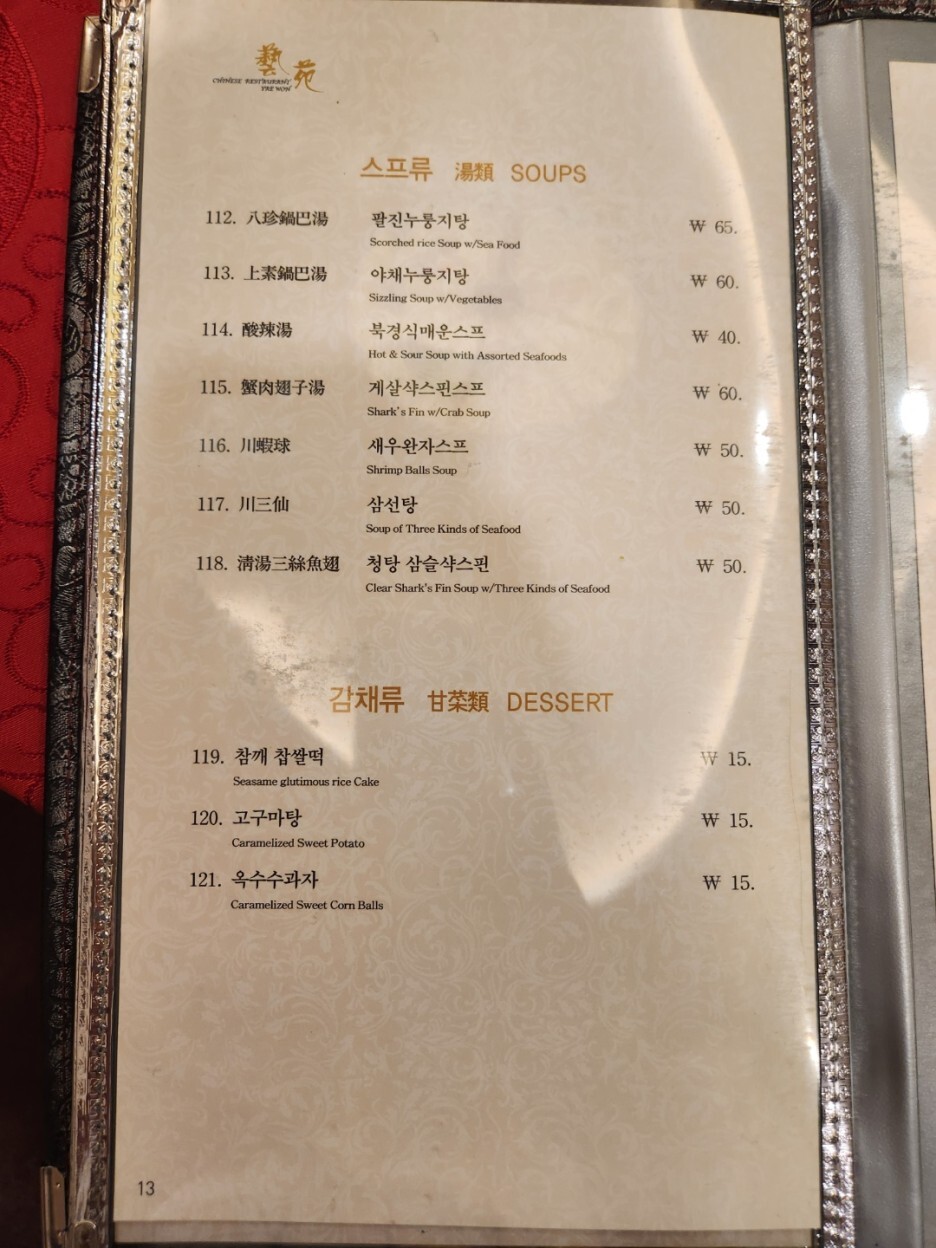 藝苑
CHINESE RESTAURANT
YAE WON
스프류 湯類 SOUPS
112. 八珍鍋巴湯 팔진누룽지탕 ₩ 65.
Scorched rice Soup w/Sea Food
113. 上素鍋巴湯 야채누룽지탕 ₩ 60.
Sizzling Soup w/Vegetables
114. 酸辣湯 북경식매운스프 ₩ 40.
Hot & Sour Soup with Assorted Seafoods
115. 蟹肉翅子湯 게살샥스핀스프 ₩ 60.
Shark's Fin w/Crab Soup
116. 川蝦球 새우완자스프 ₩ 50.
Shrimp Balls Soup
117. 川三仙 삼선탕 ₩ 50.
Soup of Three Kinds of Seafood
118. 淸湯三絲魚翅 청탕 삼슬샥스핀 ₩ 50.
Clear Shark's Fin Soup w/Three Kinds of Seafood
감채류 甘菜類 DESSERT
119. 참깨 찹쌀떡 ₩ 15.
Seasame glutimous rice Cake
120. 고구마탕 ₩ 15.
Caramelized Sweet Potato
121. 옥수수과자 ₩ 15.
Caramelized Sweet Corn Balls
13